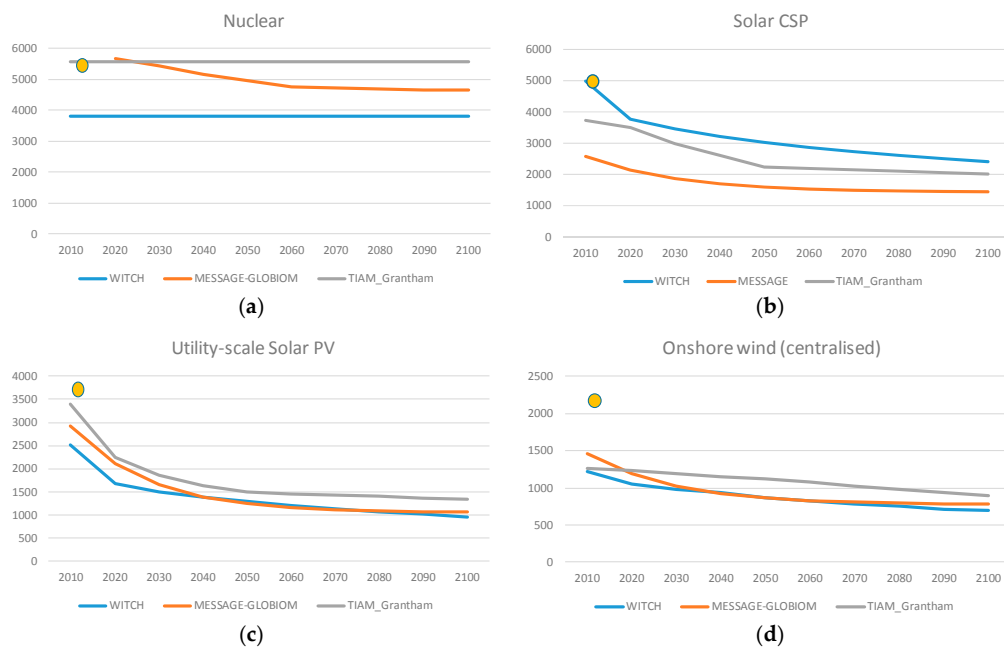 Nuclear
6000
5000
4000
3000
2000
1000
0
2010 2020 2030 2040 2050 2060 2070 2080 2090 2100
WITCH MESSAGE-GLOBIOM TIAM_Grantham
(a)
Solar CSP
6000
5000
4000
3000
2000
1000
0
2010 2020 2030 2040 2050 2060 2070 2080 2090 2100
WITCH MESSAGE TIAM_Grantham
(b)
Utility-scale Solar PV
4000
3500
3000
2500
2000
1500
1000
500
0
2010 2020 2030 2040 2050 2060 2070 2080 2090 2100
WITCH MESSAGE-GLOBIOM TIAM_Grantham
(c)
Onshore wind (centralised)
2500
2000
1500
1000
500
0
2010 2020 2030 2040 2050 2060 2070 2080 2090 2100
WITCH MESSAGE-GLOBIOM TIAM_Grantham
(d)